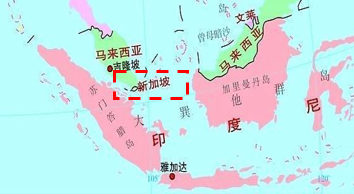 文莱
曾母暗沙
马来西亚
马来西亚
吉隆坡
新加坡
加里曼丹岛
群
岛
苏门答腊岛
大
巽
他
印
度
尼
雅加达
105
120°